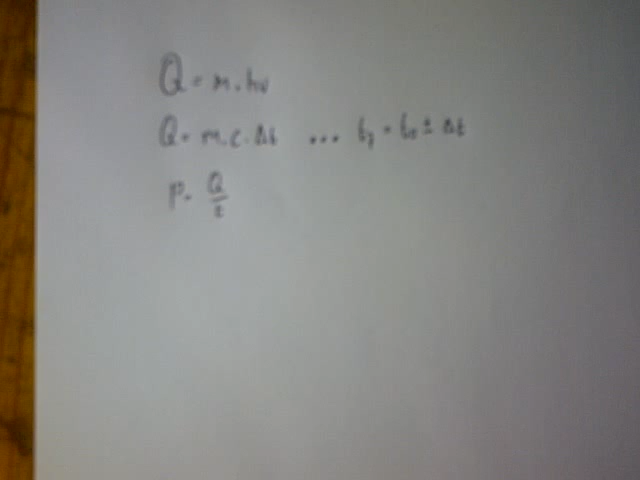 Q = m.hv
Q = m.c.Δt ... t₁ = t₀ ± Δt
P = Q/t